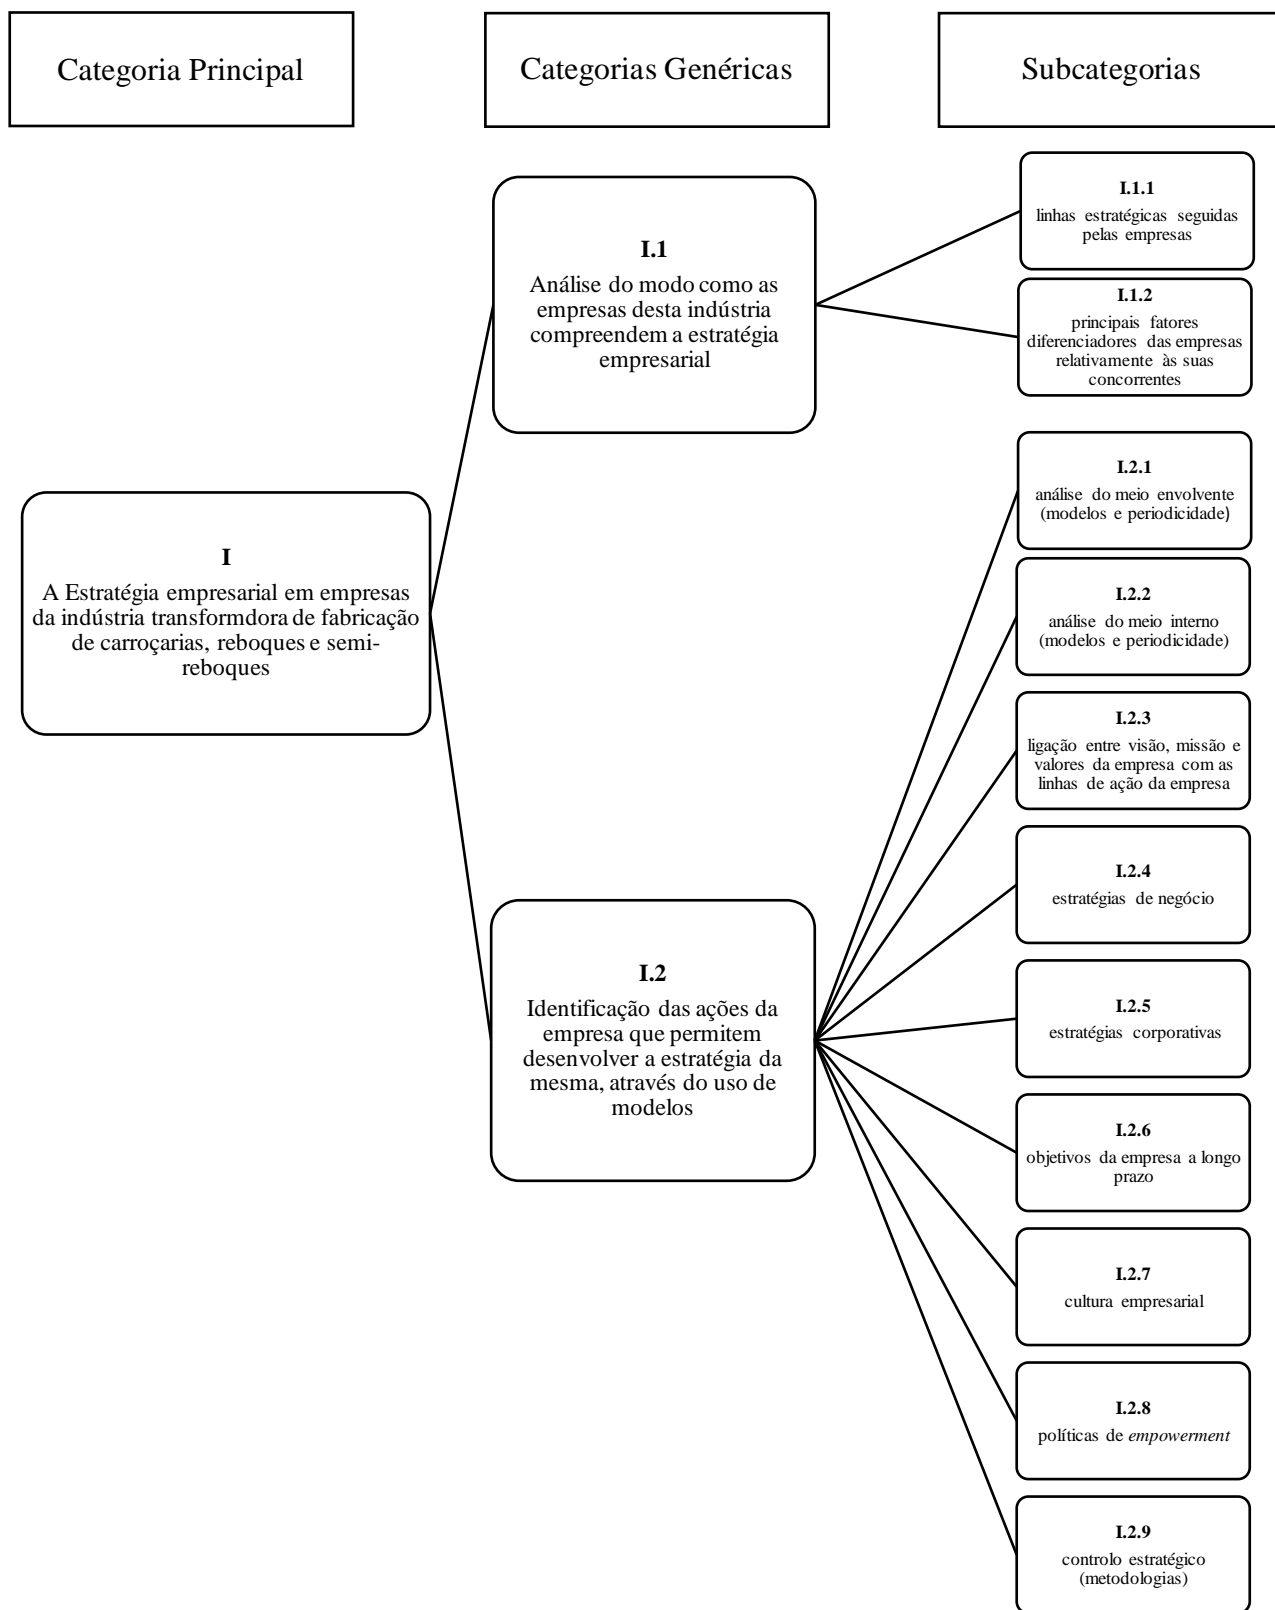 Categoria Principal
Categorias Genéricas
Subcategorias
I
A Estratégia empresarial em empresas
da indústria transformdora de fabricação
de carroçarias, reboques e semi-
reboques
I.1
Análise do modo como as
empresas desta indústria
compreendem a estratégia
empresarial
I.1.1
linhas estratégicas seguidas
pelas empresas
I.1.2
principais fatores
diferenciadores das empresas
relativamente às suas
concorrentes
I.2
Identificação das ações da
empresa que permitem
desenvolver a estratégia da
mesma, através do uso de
modelos
I.2.1
análise do meio envolvente
(modelos e periodicidade)
I.2.2
análise do meio interno
(modelos e periodicidade)
I.2.3
ligação entre visão, missão e
valores da empresa com as
linhas de ação da empresa
I.2.4
estratégias de negócio
I.2.5
estratégias corporativas
I.2.6
objetivos da empresa a longo
prazo
I.2.7
cultura empresarial
I.2.8
políticas de empowerment
I.2.9
controlo estratégico
(metodologias)